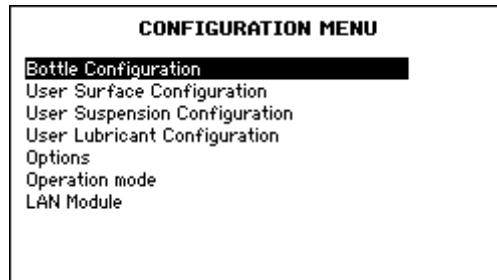 CONFIGURATION MENU
Bottle Configuration
User Surface Configuration
User Suspension Configuration
User Lubricant Configuration
Options
Operation mode
LAN Module